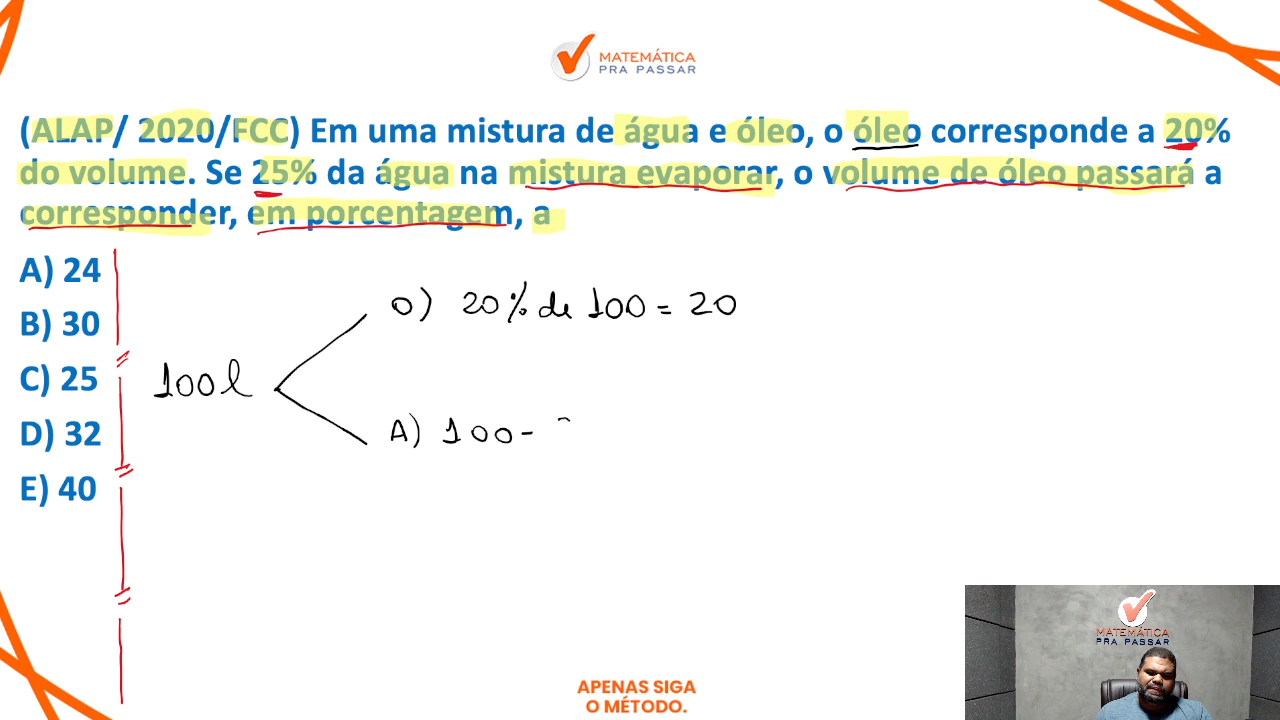 MATEMÁTICA
PRA PASSAR
(ALAP/ 2020/FCC) Em uma mistura de água e óleo, o óleo corresponde a 20%
do volume. Se 25% da água na mistura evaporar, o volume de óleo passará a
corresponder, em porcentagem, a
A) 24
B) 30
C) 25
D) 32
E) 40
100l
O) 20% de 100 = 20
A) 100-
MATEMÁTICA
PRA PASSAR
APENAS SIGA
O MÉTODO.